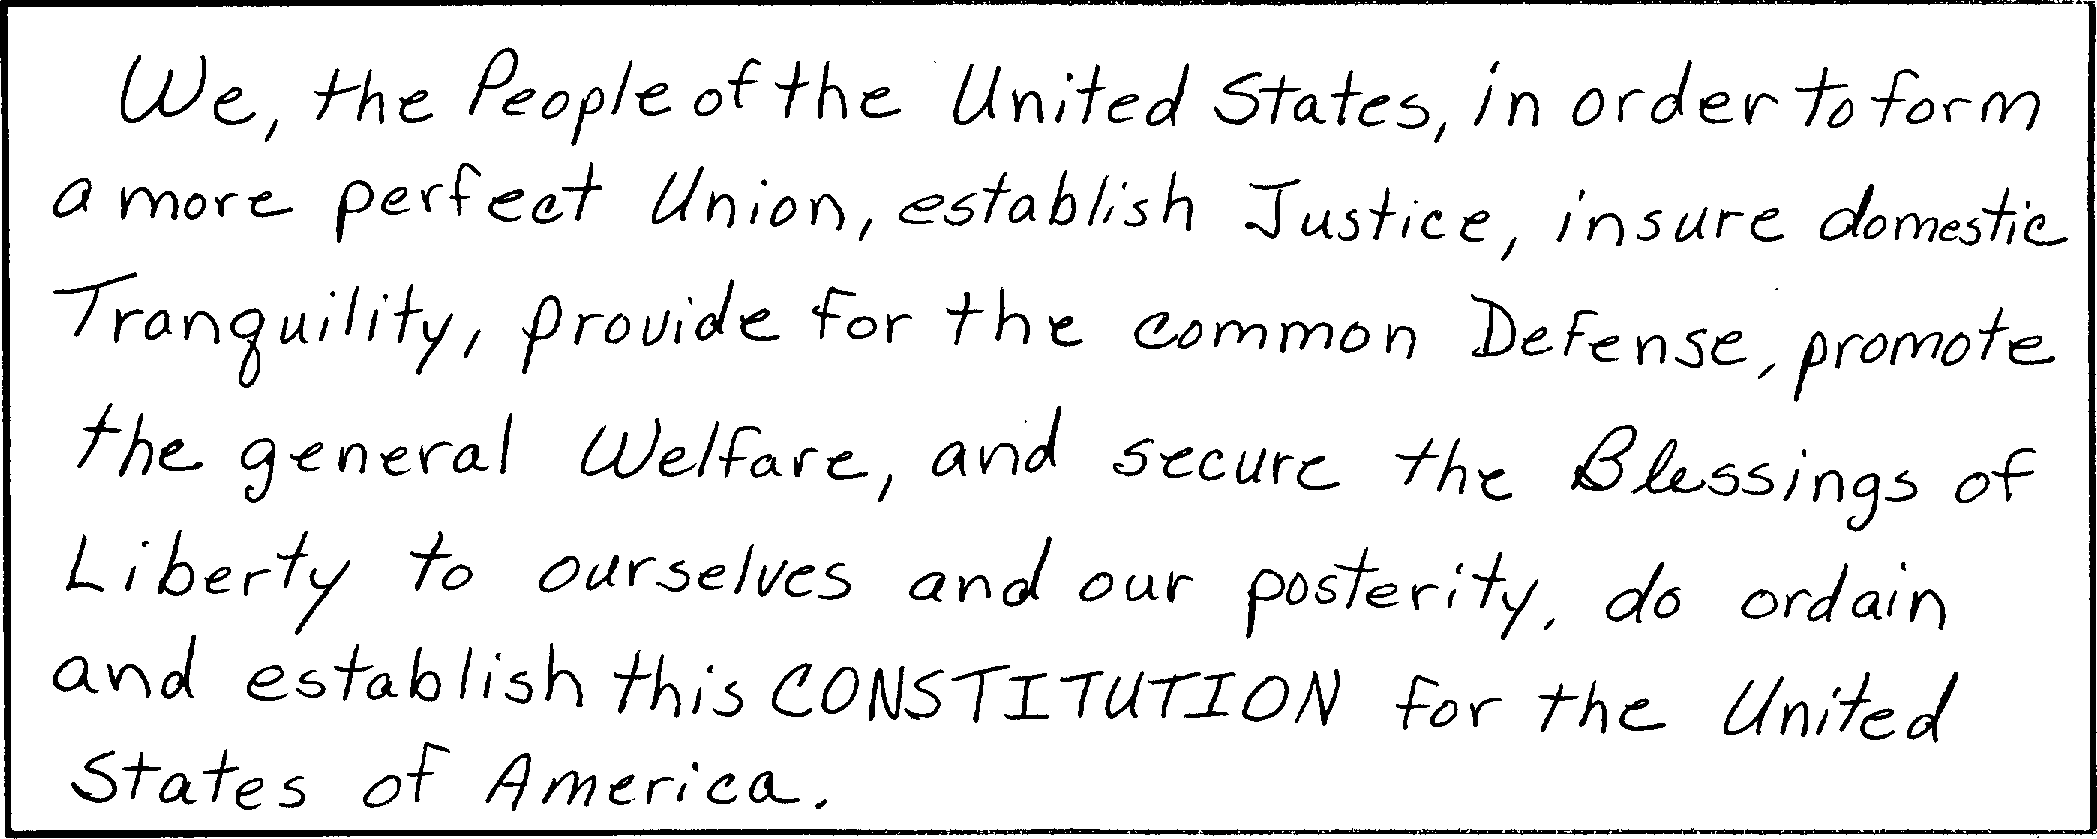 We, the People of the United States, in order to form
a more perfect Union, establish Justice, insure domestic
Tranquility, provide for the common Defense, promote
the general Welfare, and secure the Blessings of
Liberty to ourselves and our posterity, do ordain
and establish this CONSTITUTION for the United
States of America.